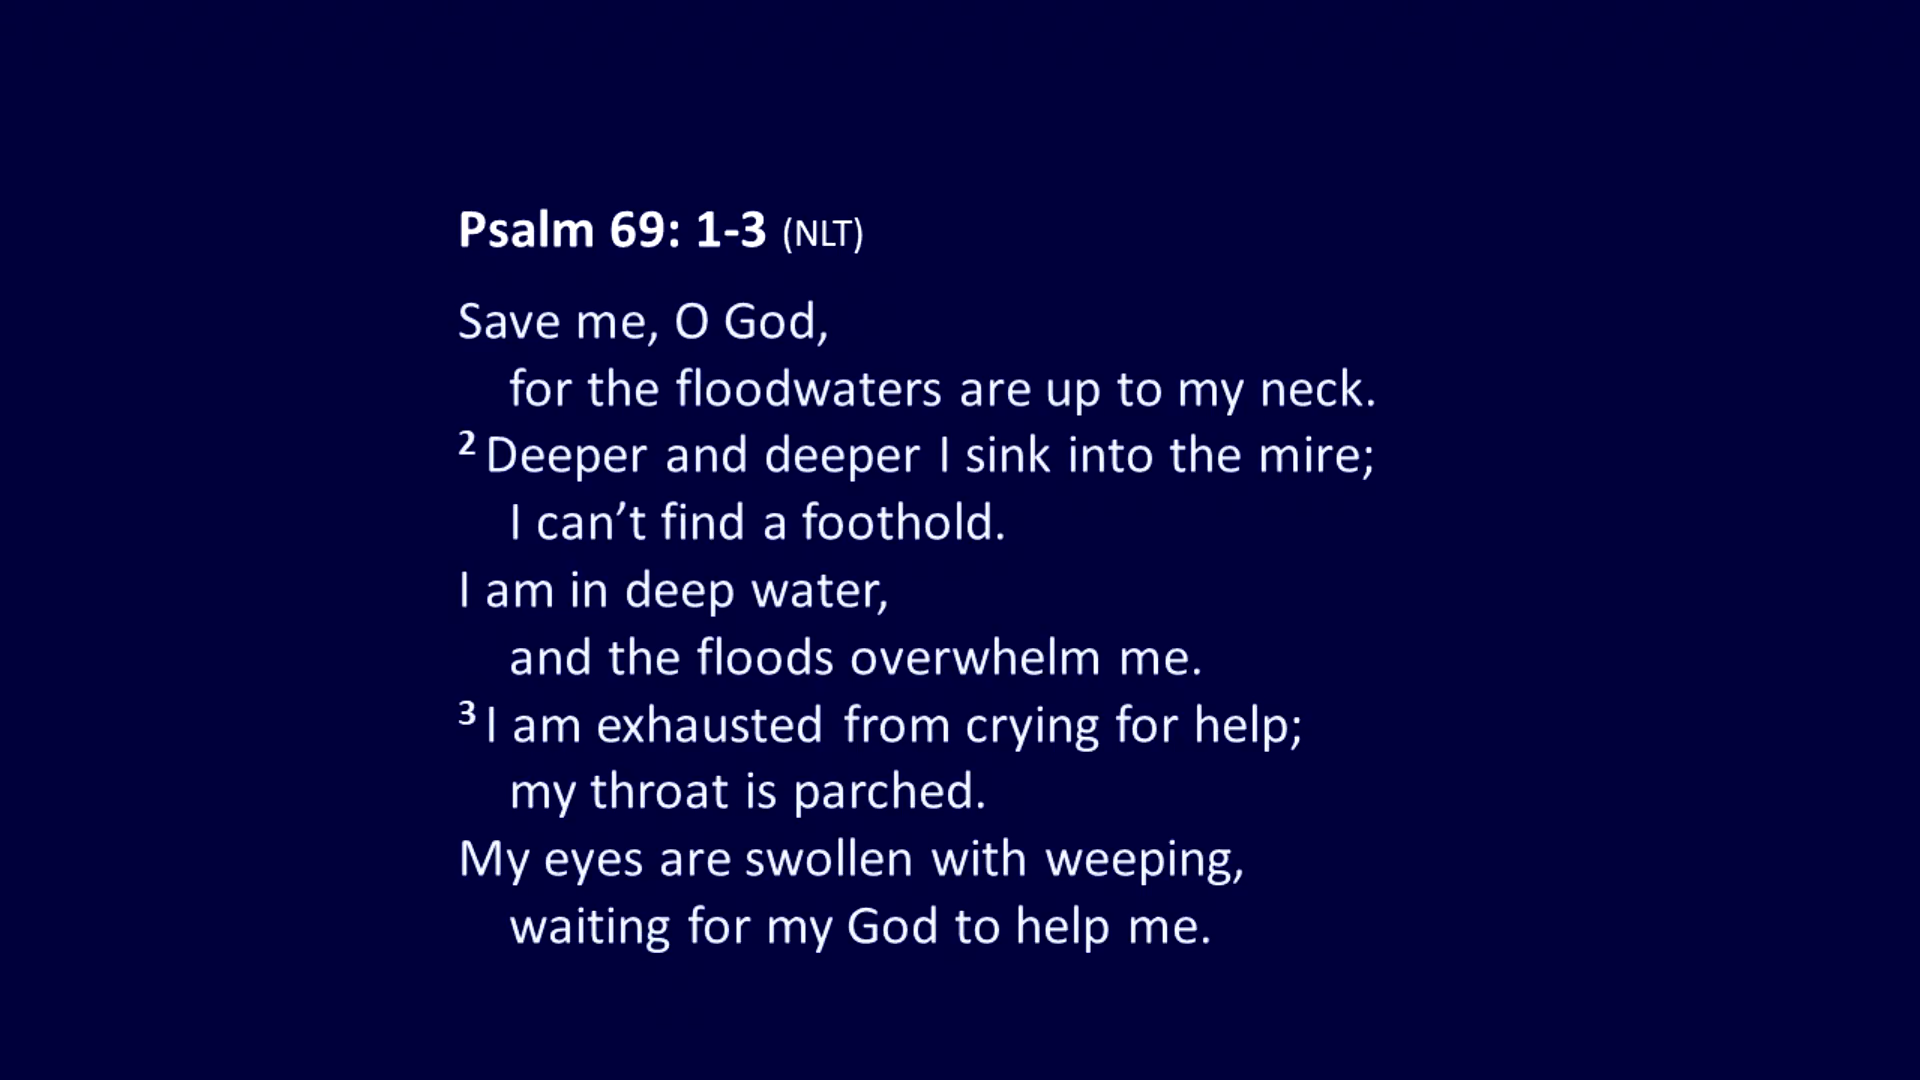 Psalm 69: 1-3 (NLT)
Save me, O God,
for the floodwaters are up to my neck.
2 Deeper and deeper I sink into the mire;
I can’t find a foothold.
I am in deep water,
and the floods overwhelm me.
3 I am exhausted from crying for help;
my throat is parched.
My eyes are swollen with weeping,
waiting for my God to help me.